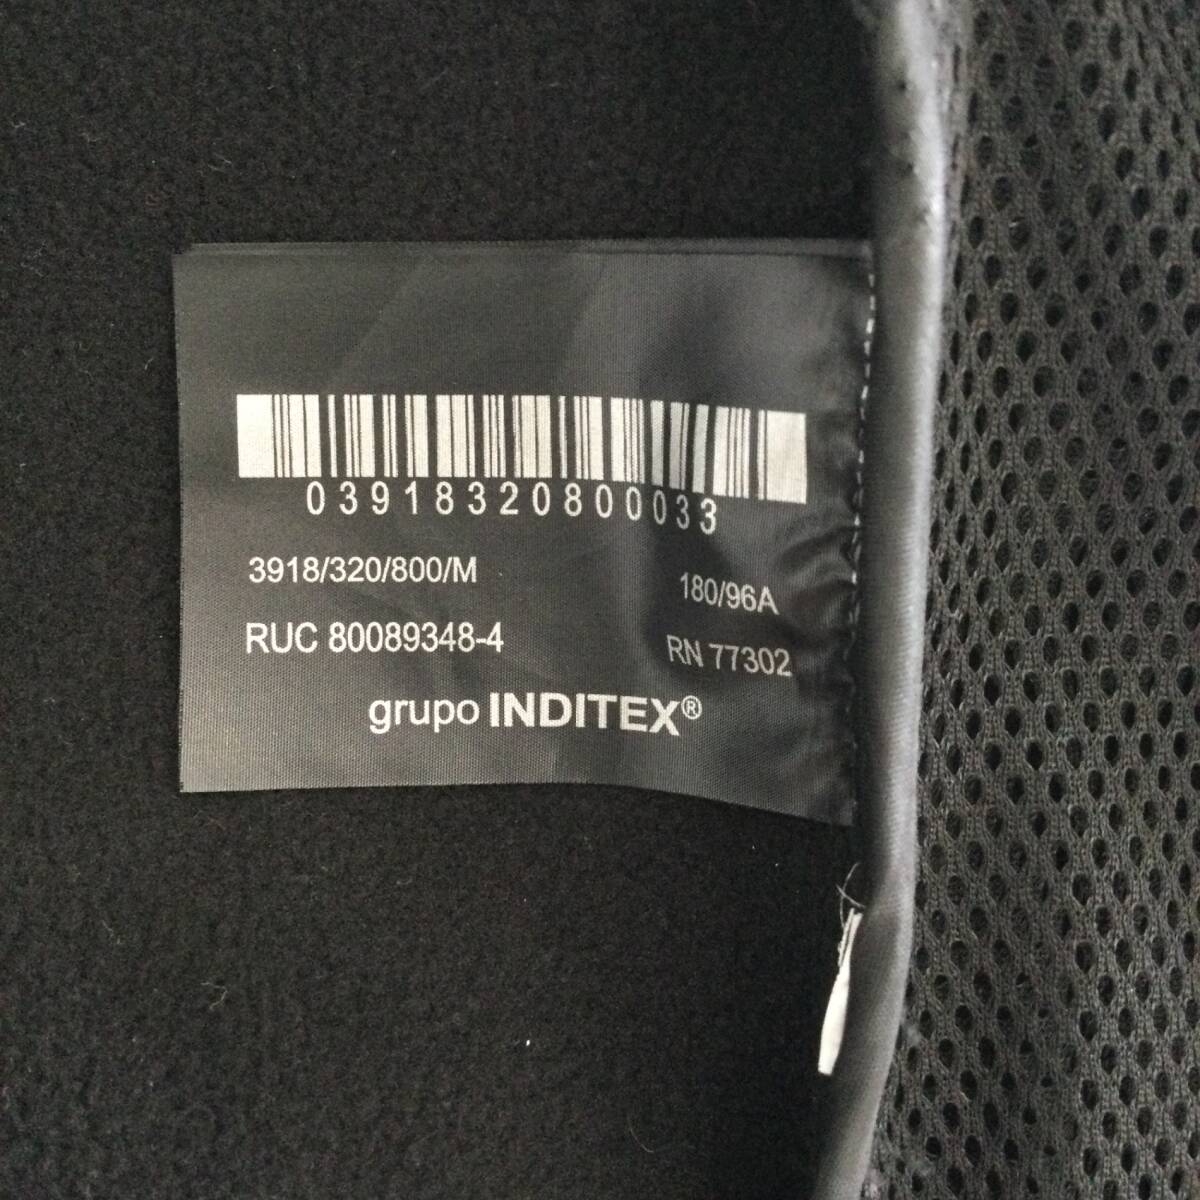 03918320800033
3918/320/800/M 180/96A
RUC 80089348-4 RN 77302
grupo INDITEX®